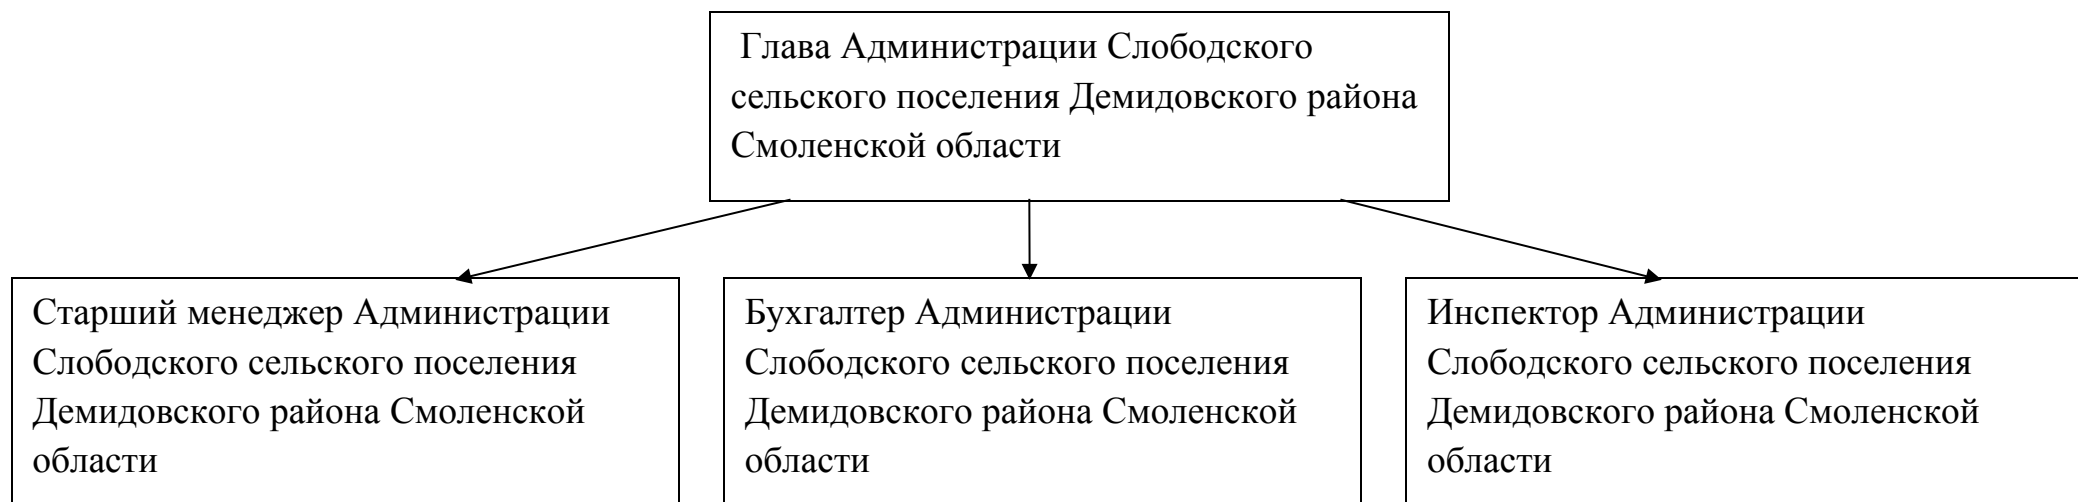 Глава Администрации Слободского
сельского поселения Демидовского района
Смоленской области
Старший менеджер Администрации
Слободского сельского поселения
Демидовского района Смоленской
области
Бухгалтер Администрации
Слободского сельского поселения
Демидовского района Смоленской
области
Инспектор Администрации
Слободского сельского поселения
Демидовского района Смоленской
области